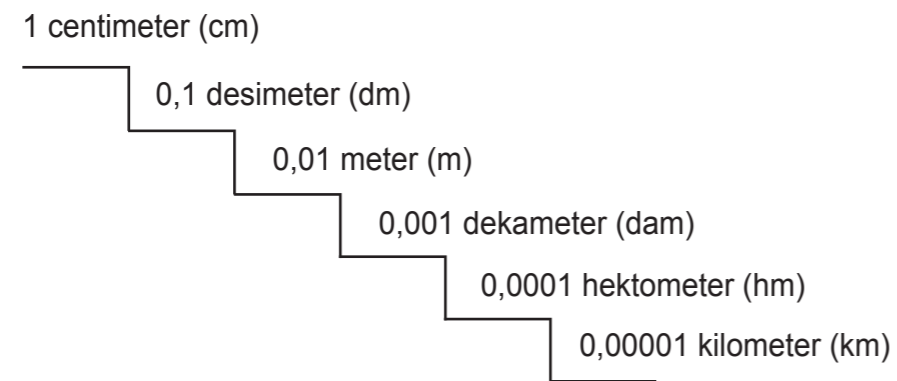 1 centimeter (cm)
0,1 desimeter (dm)
0,01 meter (m)
0,001 dekameter (dam)
0,0001 hektometer (hm)
0,00001 kilometer (km)